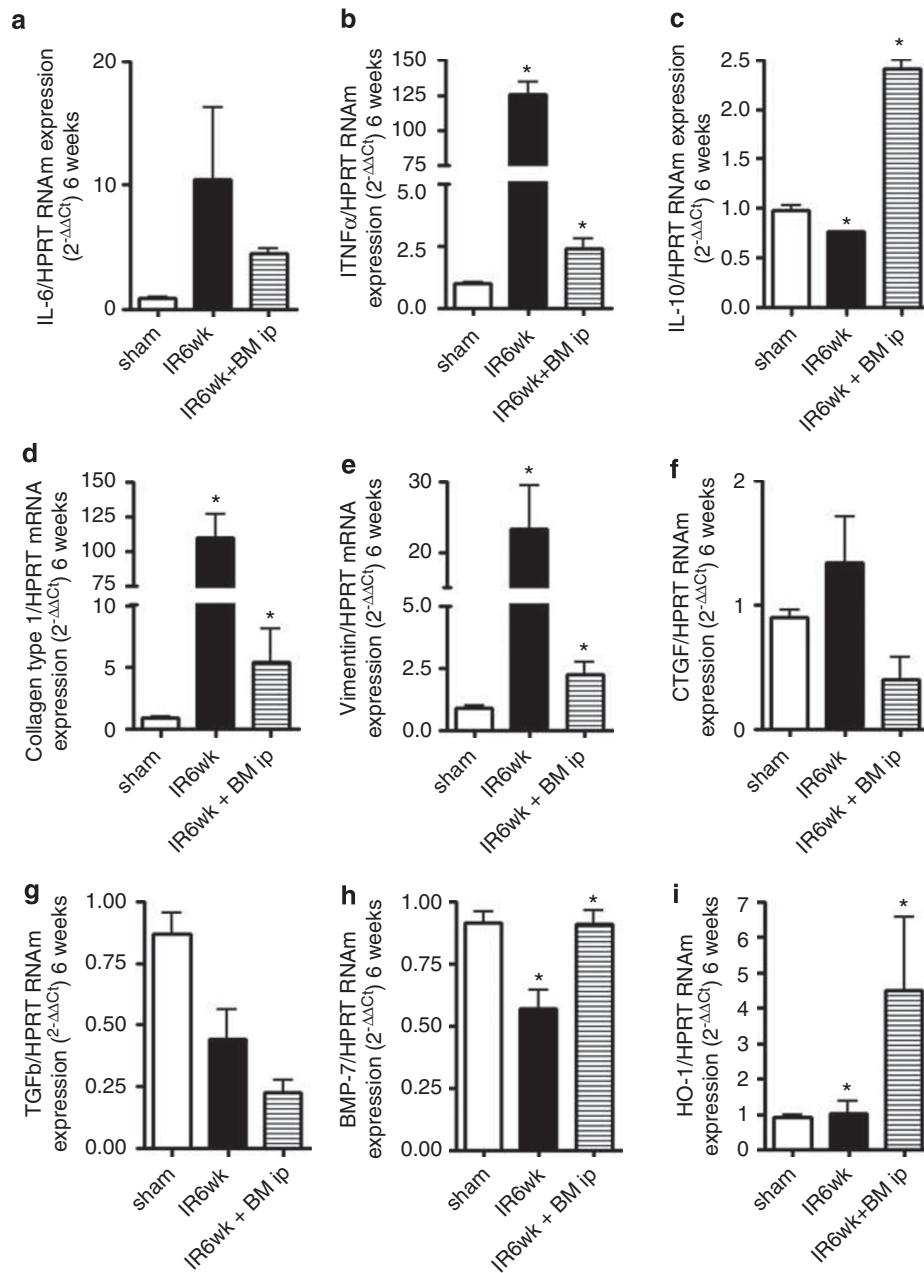 a
IL-6/HPRT RNAm expression
(2-ΔΔCt) 6 weeks
20
10
0
sham
IR6wk
IR6wk+BM ip
b
ITNFα/HPRT RNAm
expression (2-ΔΔCt) 6 weeks
150
125
100
75
5.0
2.5
0.0
*
*
sham
IR6wk
IR6wk+BM ip
c
IL-10/HPRT RNAm expression
(2-ΔΔCt) 6 weeks
2.5
2.0
1.5
1.0
0.5
0.0
*
*
sham
IR6wk
IR6wk + BM ip
d
Collagen type 1/HPRT mRNA
expression (2-ΔΔCt) 6 weeks
150
125
100
75
10
5
0
*
*
sham
IR6wk
IR6wk + BM ip
e
Vimentin/HPRT mRNA
expression (2-ΔΔCt) 6 weeks
30
20
5.0
2.5
0.0
*
*
sham
IR6wk
IR6wk + BM ip
f
CTGF/HPRT RNAm
expression (2-ΔΔCt) 6 weeks
2
1
0
sham
IR6wk
IR6wk + BM ip
g
TGFb/HPRT RNAm
expression (2-ΔΔCt) 6 weeks
1.00
0.75
0.50
0.25
0.00
sham
IR6wk
IR6wk + BM ip
h
BMP-7/HPRT RNAm
expression (2-ΔΔCt) 6 weeks
1.00
0.75
0.50
0.25
0.00
*
*
sham
IR6wk
IR6wk + BM ip
i
HO-1/HPRT RNAm
expression (2-ΔΔCt) 6 weeks
7
6
5
4
2
1
0
*
*
sham
IR6wk
IR6wk+BM ip